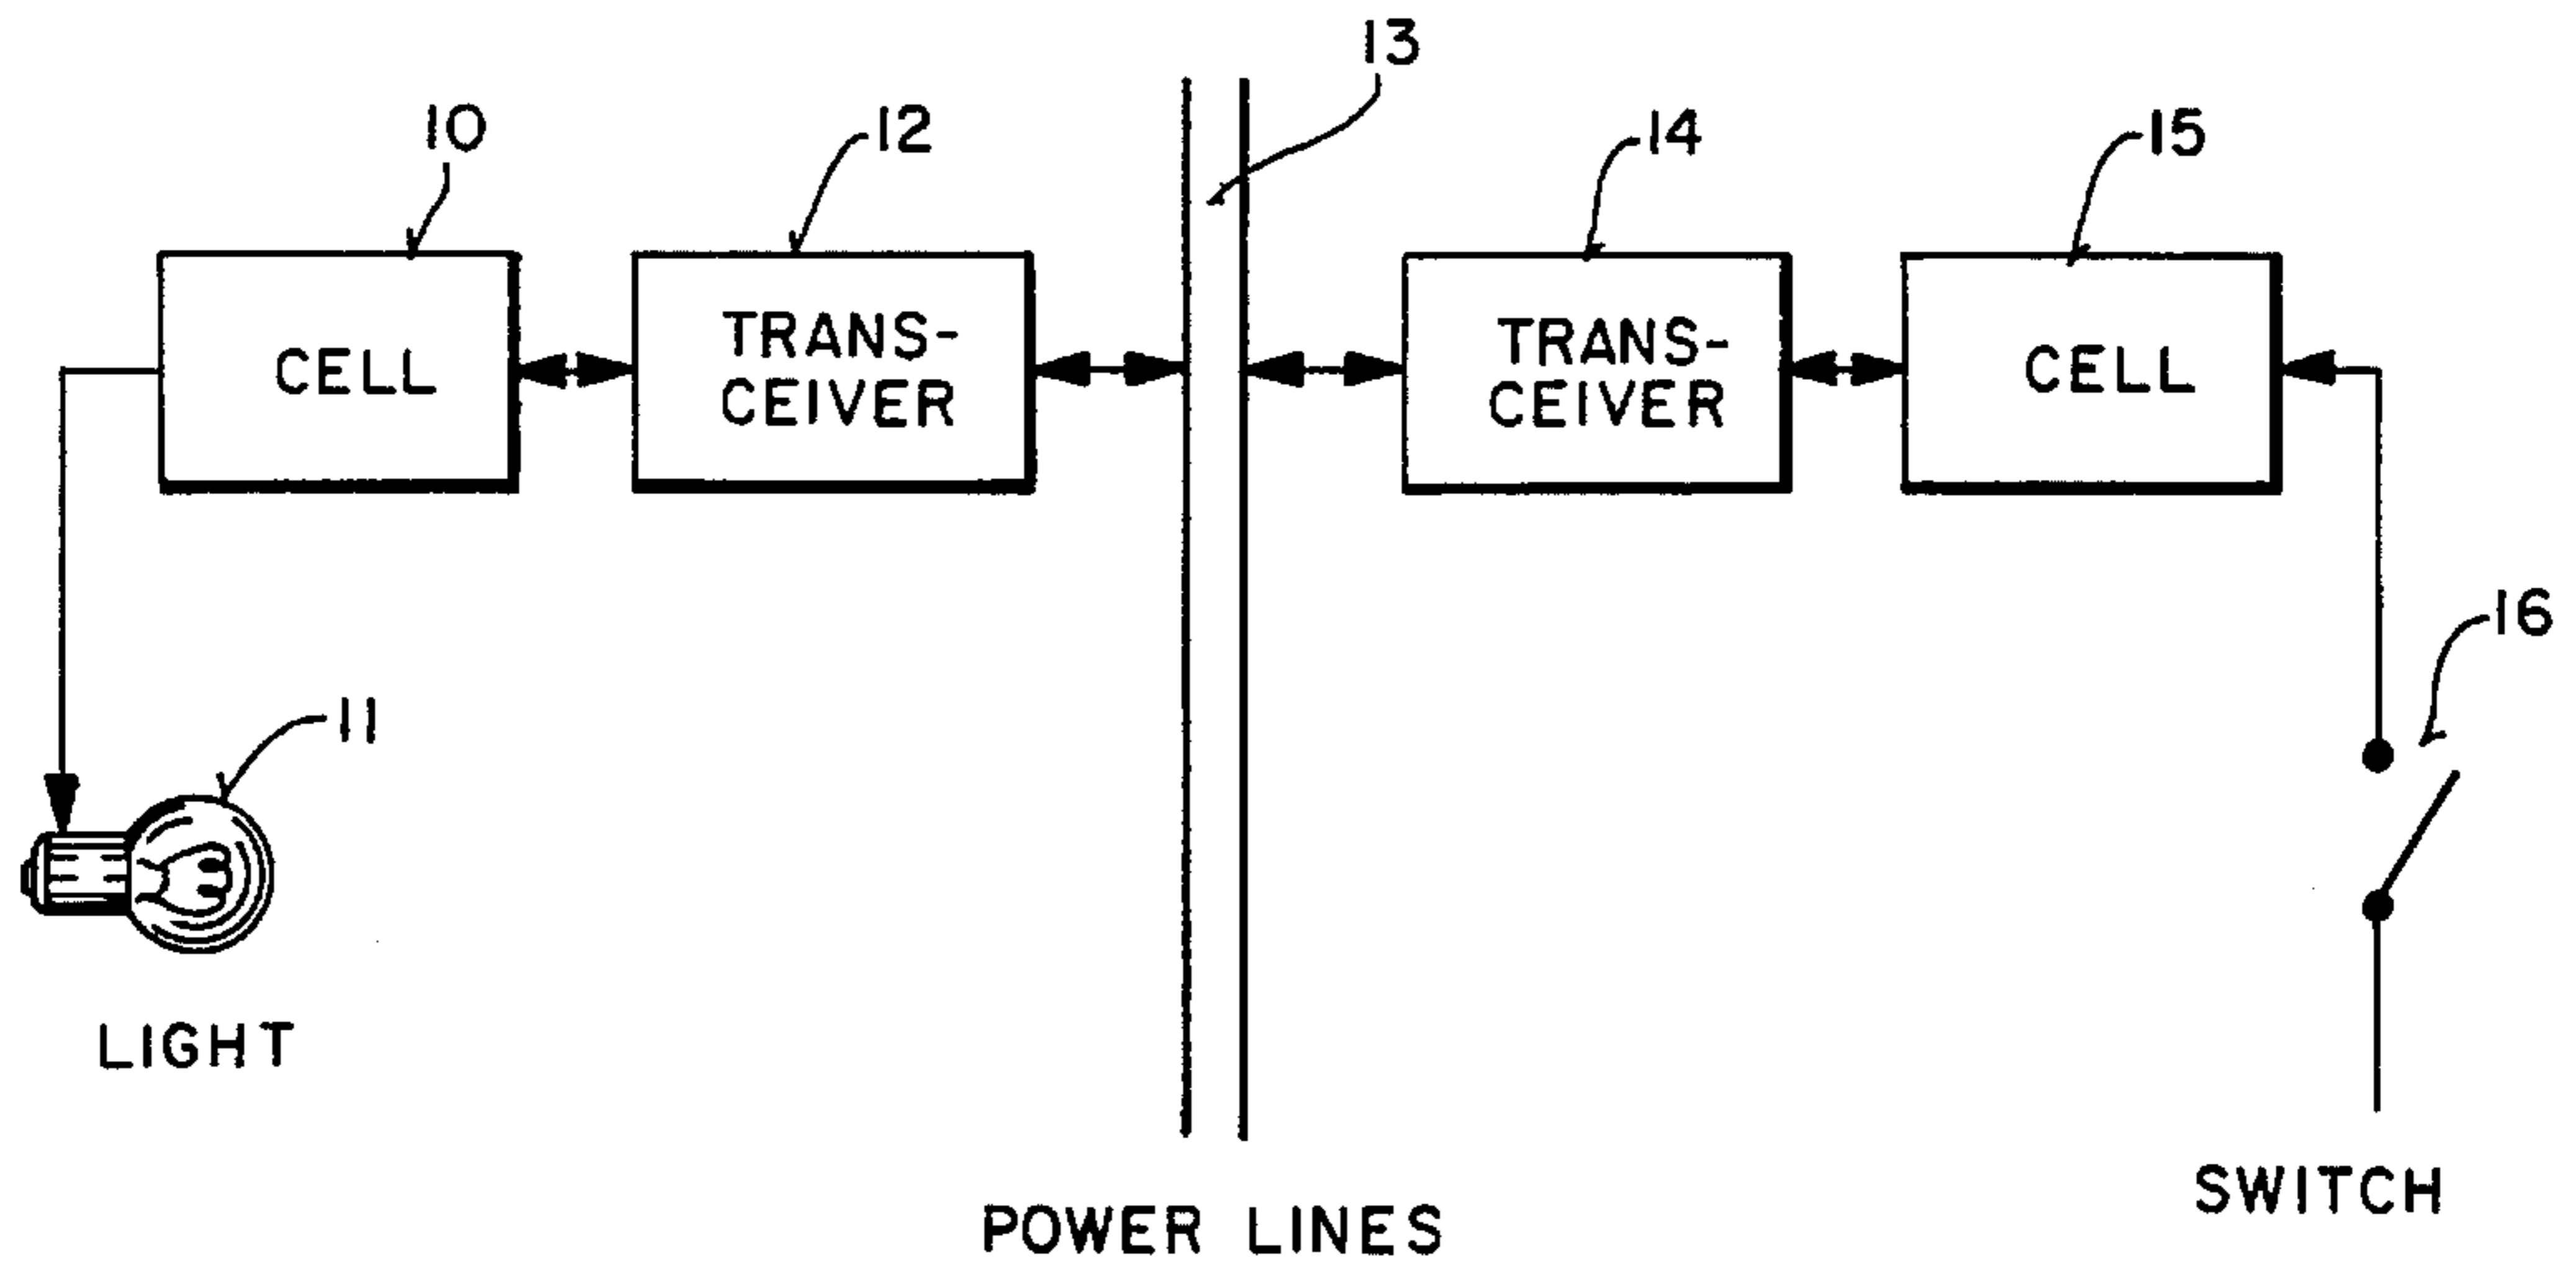 13
10
12
14
15
CELL
TRANS-
CEIVER
TRANS-
CEIVER
CELL
16
11
LIGHT
SWITCH
POWER LINES